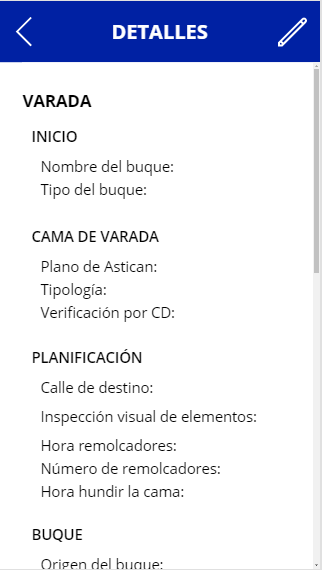 DETALLES
VARADA
INICIO
Nombre del buque:
Tipo del buque:
CAMA DE VARADA
Plano de Astican:
Tipología:
Verificación por CD:
PLANIFICACIÓN
Calle de destino:
Inspección visual de elementos:
Hora remolcadores:
Número de remolcadores:
Hora hundir la cama:
BUQUE
Origen del buque: